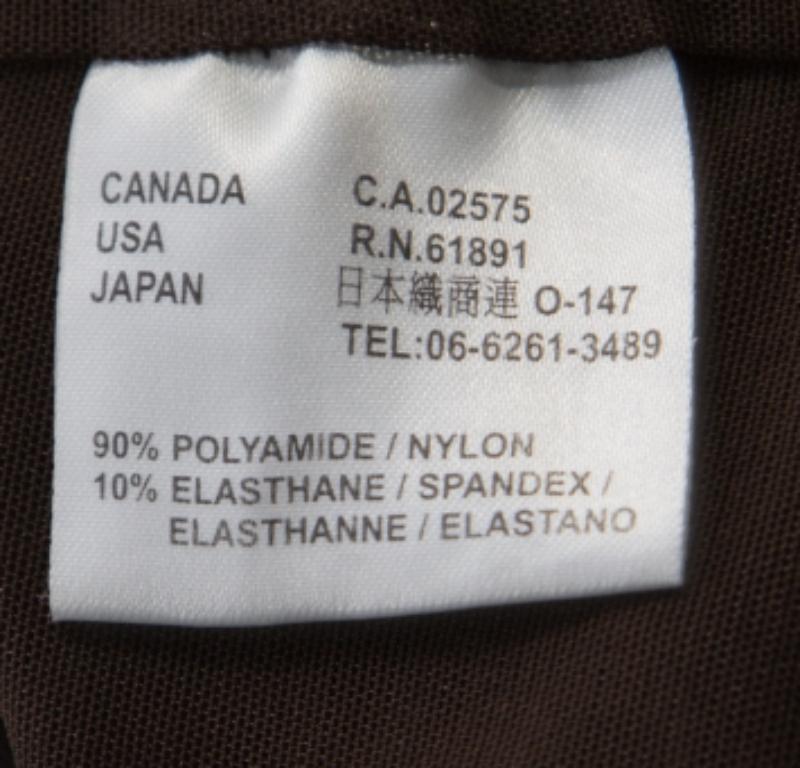 CANADA C.A.02575
USA R.N.61891
JAPAN 日本織商連 O-147
TEL:06-6261-3489
90% POLYAMIDE / NYLON
10% ELASTHANE / SPANDEX /
ELASTHANNE / ELASTANO